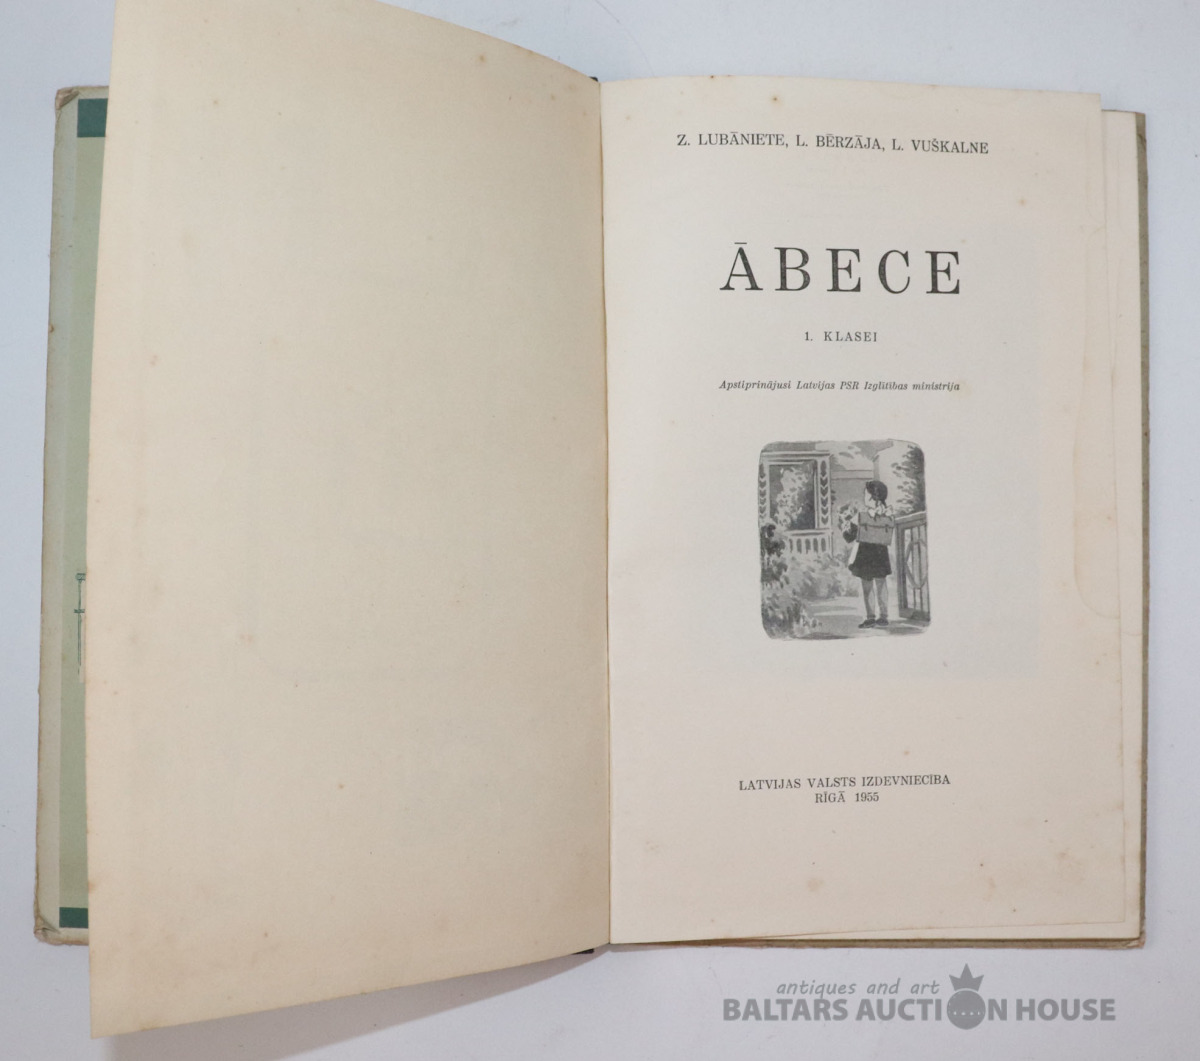 Z. LUBĀNIETE, L. BĒRZĀJA, L. VUŠKALNE
ĀBECE
1. KLASEI
Apstiprinājusi Latvijas PSR Izglītības ministrija
LATVIJAS VALSTS IZDEVNIECĪBA
RĪGĀ 1955
antiques and art
BALTARS AUCTION HOUSE